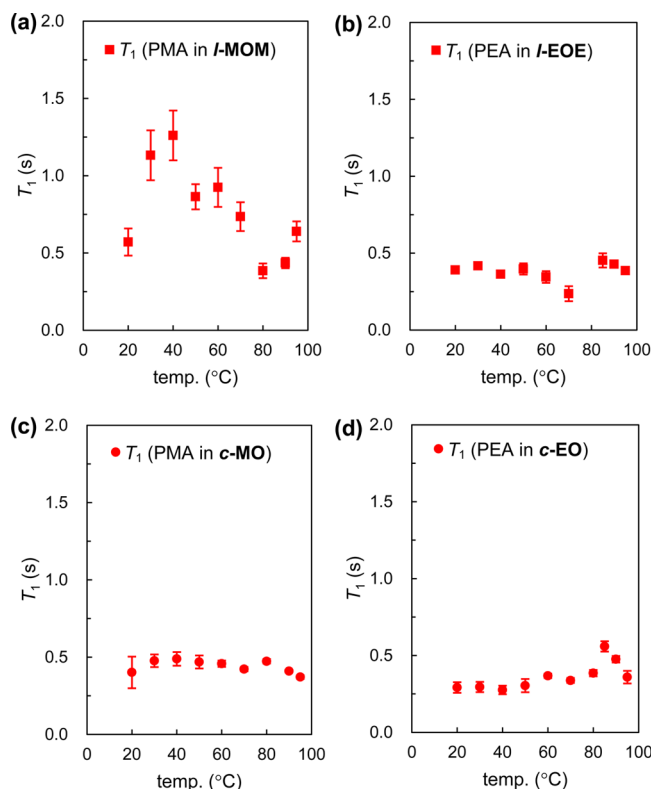 (a)
T₁ (PMA in l-MOM)
2.0
1.5
1.0
0.5
0.0
T₁ (s)
0 20 40 60 80 100
temp. (°C)
(b)
T₁ (PEA in l-EOE)
2.0
1.5
1.0
0.5
0.0
T₁ (s)
0 20 40 60 80 100
temp. (°C)
(c)
T₁ (PMA in c-MO)
2.0
1.5
1.0
0.5
0.0
T₁ (s)
0 20 40 60 80 100
temp. (°C)
(d)
T₁ (PEA in c-EO)
2.0
1.5
1.0
0.5
0.0
T₁ (s)
0 20 40 60 80 100
temp. (°C)